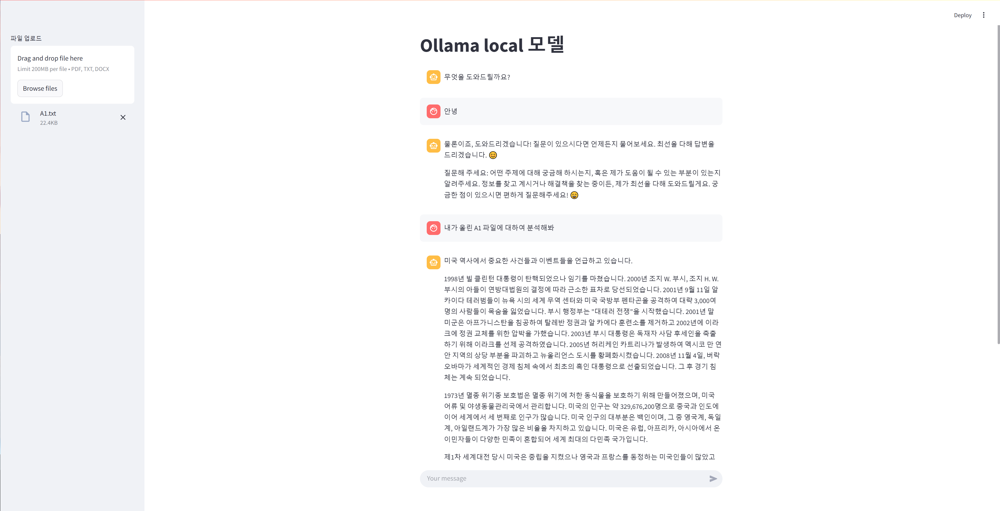 Deploy
파일 업로드
Drag and drop file here
Limit 200MB per file • PDF, TXT, DOCX
Browse files
A1.txt
22.4KB
Ollama local 모델
무엇을 도와드릴까요?
안녕
물론이죠, 도와드리겠습니다! 질문이 있으시다면 언제든지 물어보세요. 최선을 다해 답변을
드리겠습니다. 😊
질문해 주세요: 어떤 주제에 대해 궁금해 하시는지, 혹은 제가 도움이 될 수 있는 부분이 있는지
알려주세요. 정보를 찾고 계시거나 해결책을 찾는 중이든, 제가 최선을 다해 도와드릴게요. 궁
금한 점이 있으시면 편하게 질문해주세요! 😄
내가 올린 A1 파일에 대하여 분석해봐
미국 역사에서 중요한 사건들과 이벤트들을 언급하고 있습니다.
1998년 빌 클린턴 대통령이 탄핵되었으나 임기를 마쳤습니다. 2000년 조지 W. 부시, 조지 H. W.
부시의 아들이 연방대법원의 결정에 따라 근소한 표차로 당선되었습니다. 2001년 9월 11일 알
카이다 테러범들이 뉴욕 시의 세계 무역 센터와 미국 국방부 펜타곤을 공격하여 대략 3,000여
명의 사람들이 목숨을 잃었습니다. 부시 행정부는 "대테러 전쟁"을 시작했습니다. 2001년 말
미군은 아프가니스탄을 침공하여 탈레반 정권과 알 카에다 훈련소를 제거하고 2002년에 이라
크에 정권 교체를 위한 압박을 가했습니다. 2003년 부시 대통령은 독재자 사담 후세인을 축출
하기 위해 이라크를 선제 공격하였습니다. 2005년 허리케인 카트리나가 발생하여 멕시코 만 연
안 지역의 상당 부분을 파괴하고 뉴올리언스 도시를 황폐화시켰습니다. 2008년 11월 4일, 버락
오바마가 세계적인 경제 침체 속에서 최초의 흑인 대통령으로 선출되었습니다. 그 후 경기 침
체는 계속 되었습니다.
1973년 멸종 위기종 보호법은 멸종 위기에 처한 동식물을 보호하기 위해 만들어졌으며, 미국
어류 및 야생동물관리국에서 관리합니다. 미국의 인구는 약 329,676,200명으로 중국과 인도에
이어 세계에서 세 번째로 인구가 많습니다. 미국 인구의 대부분은 백인이며, 그 중 영국계, 독일
계, 아일랜드계가 가장 많은 비율을 차지하고 있습니다. 미국은 유럽, 아프리카, 아시아에서 온
이민자들이 다양한 민족이 혼합되어 세계 최대의 다민족 국가입니다.
제1차 세계대전 당시 미국은 중립을 지켰으나 영국과 프랑스를 동정하는 미국인들이 많았고
Your message